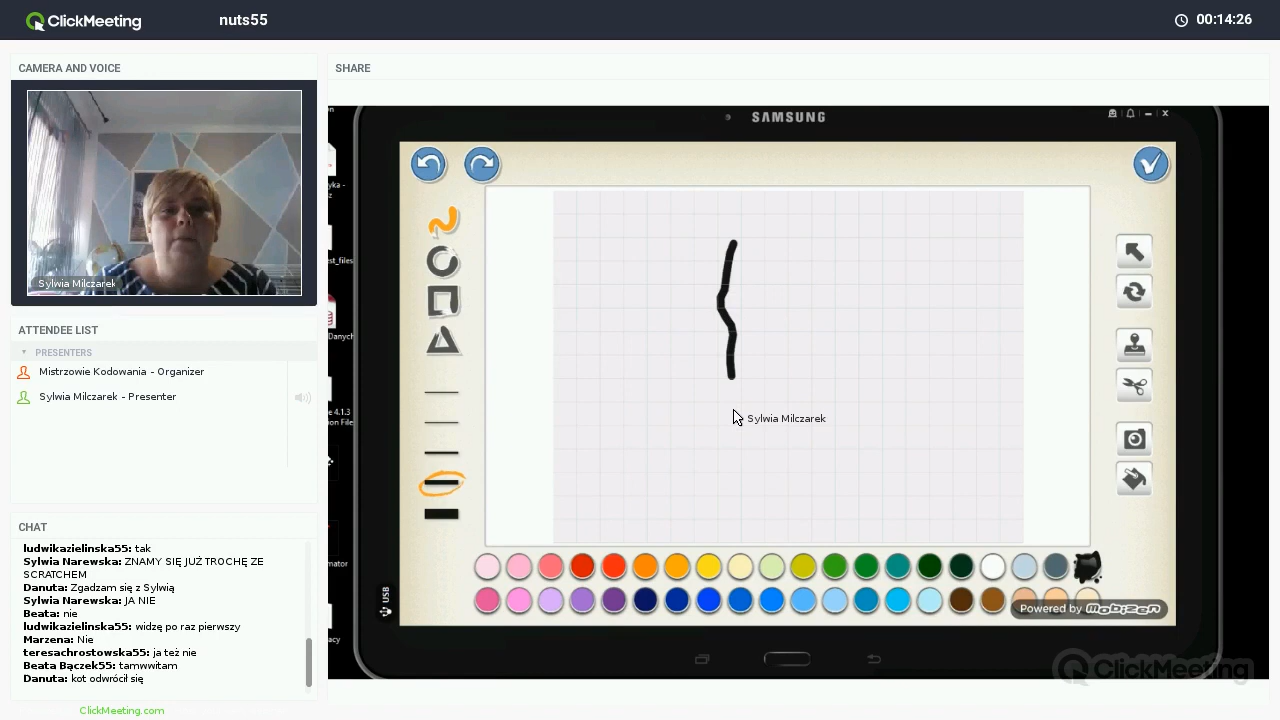 ClickMeeting
nuts55
00:14:26
CAMERA AND VOICE
SHARE
Sylwia Milczarek
SAMSUNG
Sylwia Milczarek
ATTENDEE LIST
PRESENTERS
Mistrzowie Kodowania - Organizer
Sylwia Milczarek - Presenter
CHAT
ludwikazielinska55: tak
Sylwia Narewska: ZNAMY SIĘ JUŻ TROCHĘ ZE
SCRATCHEM
Danuta: Zgadzam się z Sylwią
Sylwia Narewska: JA NIE
Beata: nie
ludwikazielinska55: widzę po raz pierwszy
Marzena: Nie
teresachrostowska55: ja też nie
Beata Bączek55: tamwwitam
Danuta: kot odwrócił się
USB
Powered by mobizen
ClickMeeting
ClickMeeting.com